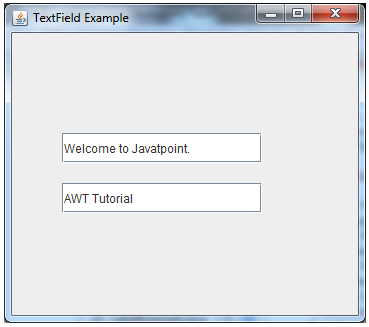 TextField Example
Welcome to Javatpoint.
AWT Tutorial